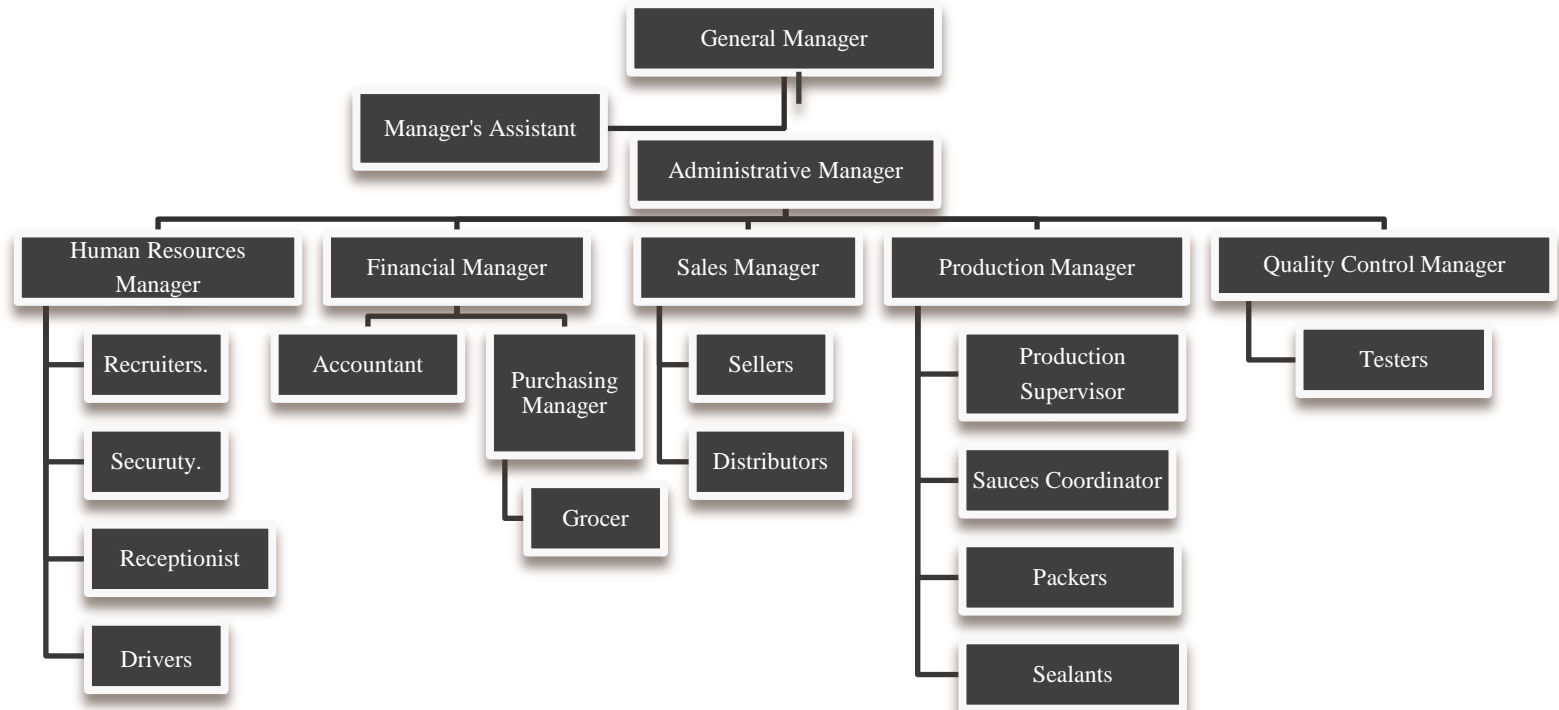 General Manager
Manager's Assistant
Administrative Manager
Human Resources
Manager
Financial Manager
Sales Manager
Production Manager
Quality Control Manager
Recruiters.
Securuty.
Receptionist
Drivers
Accountant
Purchasing
Manager
Grocer
Sellers
Distributors
Production
Supervisor
Sauces Coordinator
Packers
Sealants
Testers